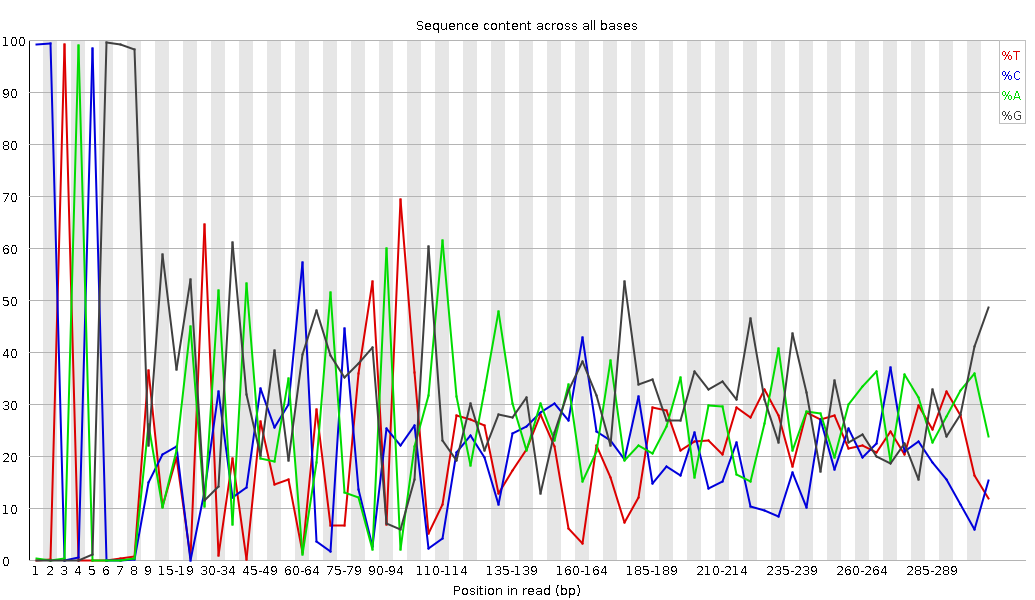 Sequence content across all bases
100
90
80
70
60
50
40
30
20
10
0
%T
%C
%A
%G
1 2 3 4 5 6 7 8 9 15-19 30-34 45-49 60-64 75-79 90-94 110-114 135-139 160-164 185-189 210-214 235-239 260-264 285-289
Position in read (bp)